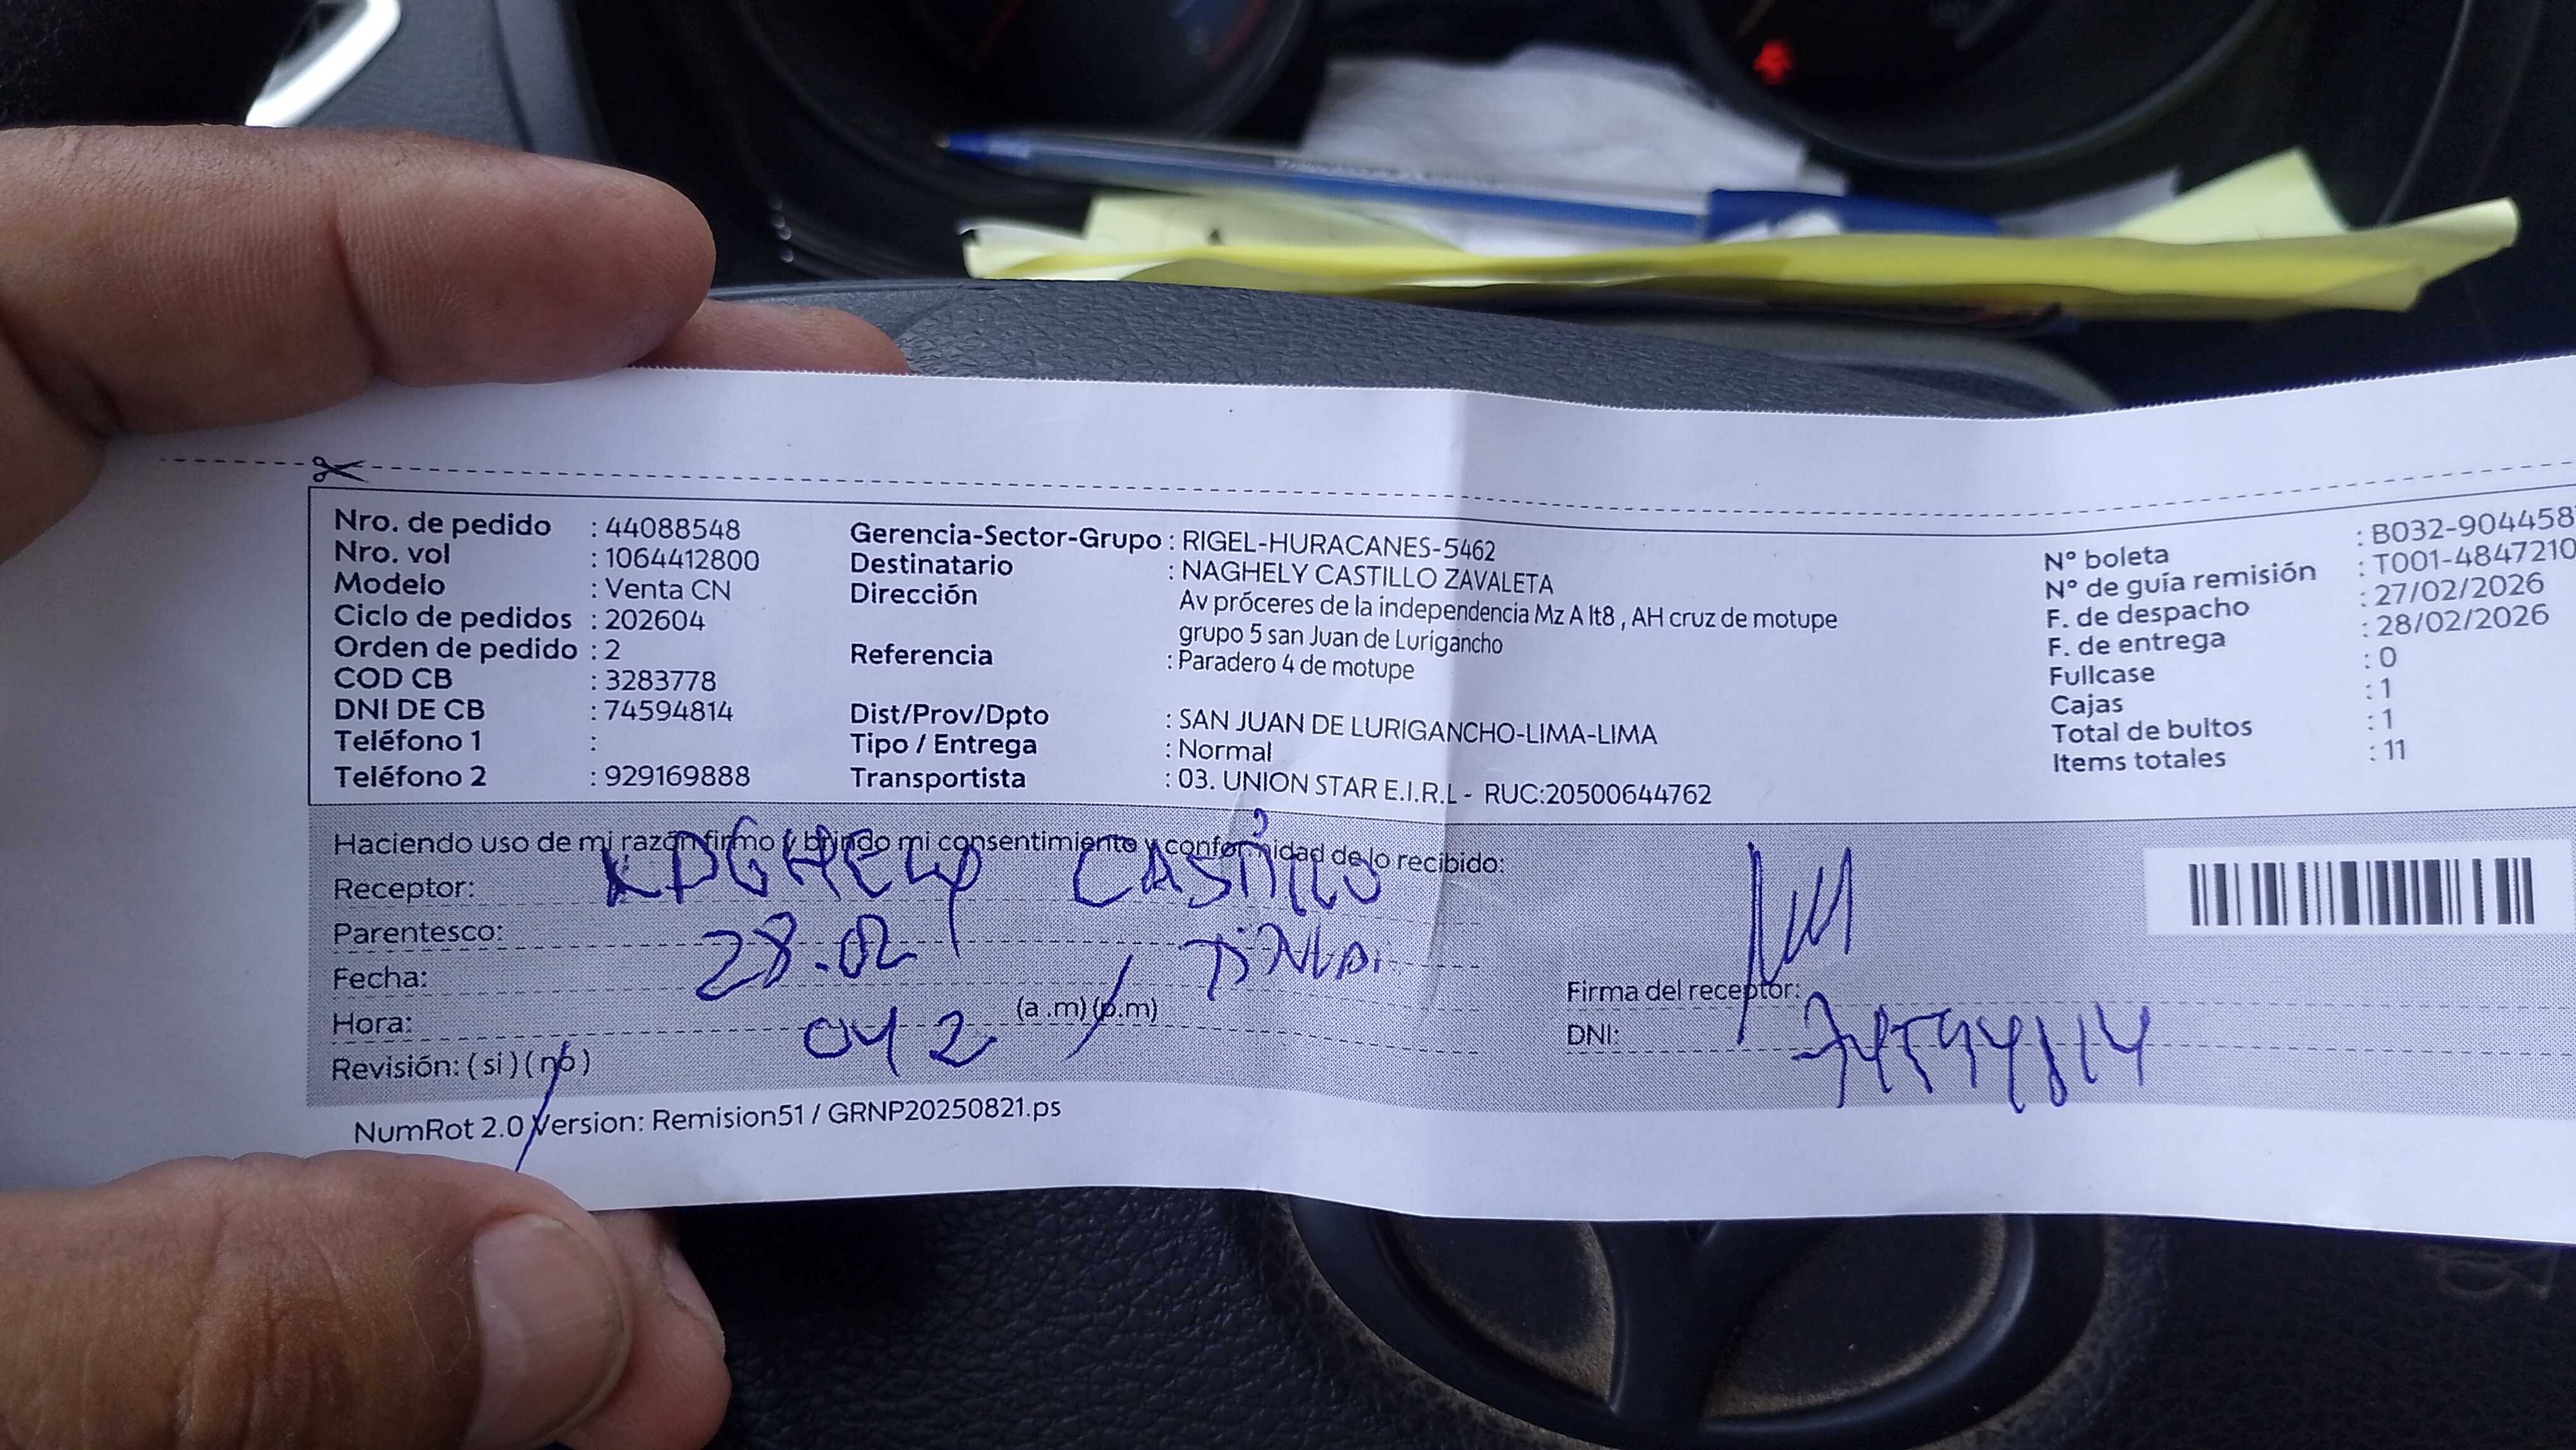 Nro. de pedido : 44088548
Nro. vol : 1064412800
Modelo : Venta CN
Ciclo de pedidos : 202604
Orden de pedido : 2
COD CB : 3283778
DNI DE CB : 74594814
Teléfono 1 :
Teléfono 2 : 929169888
Gerencia-Sector-Grupo : RIGEL-HURACANES-5462
Destinatario : NAGHELY CASTILLO ZAVALETA
Dirección Av próceres de la independencia Mz A lt8 , AH cruz de motupe
grupo 5 san Juan de Lurigancho
Referencia : Paradero 4 de motupe
Dist/Prov/Dpto : SAN JUAN DE LURIGANCHO-LIMA-LIMA
Tipo / Entrega : Normal
Transportista : 03. UNION STAR E.I.R.L - RUC:20500644762
N° boleta : B032-904458
N° de guía remisión : T001-4847210
F. de despacho : 27/02/2026
F. de entrega : 28/02/2026
Fullcase : 0
Cajas : 1
Total de bultos : 1
Items totales : 11
Haciendo uso de mi razón firmo y brindo mi consentimiento y conformidad de lo recibido:
Receptor: NAGHELY CASTILLO
Parentesco:
Fecha: 28.02
Hora: 042 (a.m) (p.m)
Revisión: ( si ) ( no )
Firma del receptor:
DNI: 74594814
NumRot 2.0 Version: Remision51 / GRNP20250821.ps